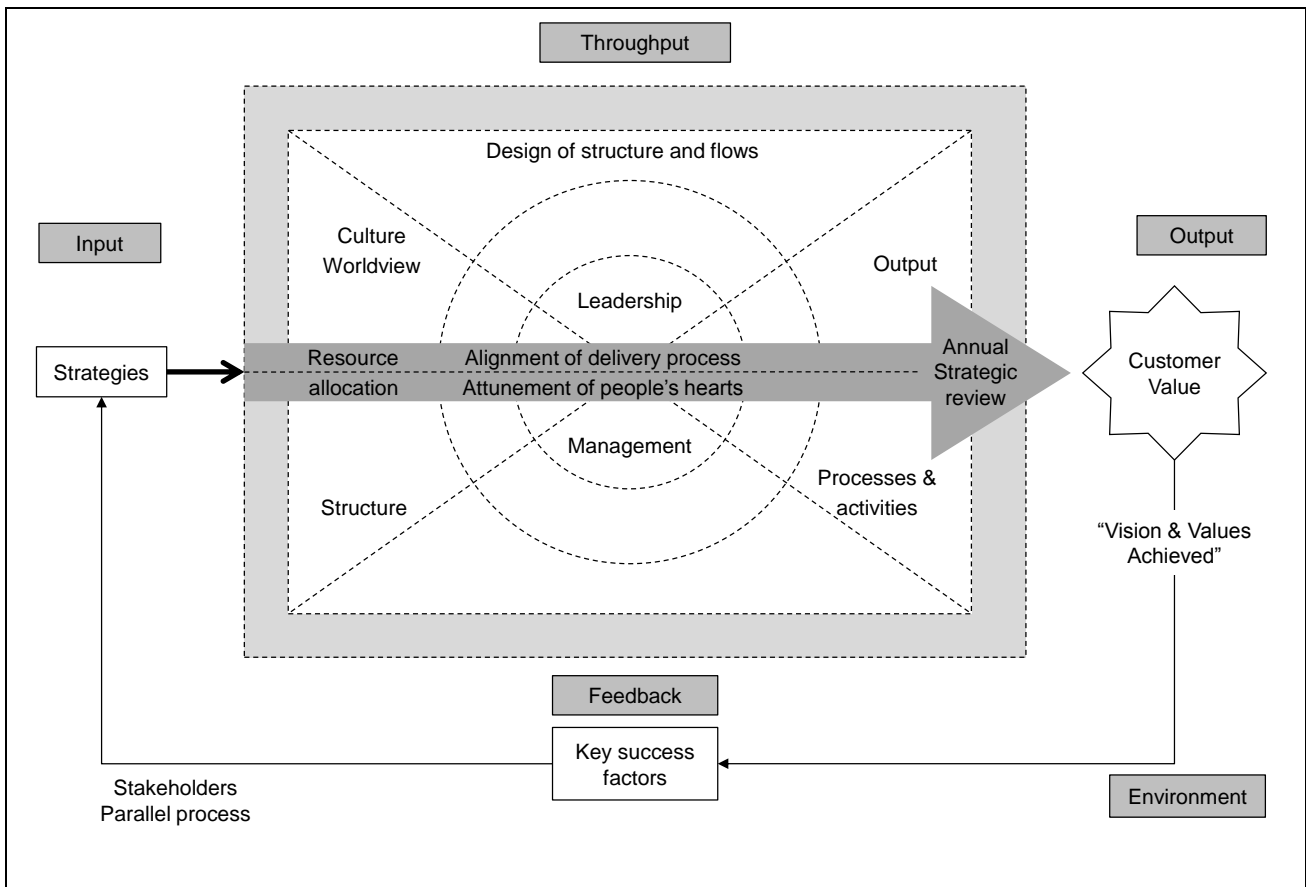 Throughput
Design of structure and flows
Input
Culture
Worldview
Output
Output
Leadership
Strategies
Resource
allocation
Alignment of delivery process
Attunement of people’s hearts
Annual
Strategic
review
Customer
Value
Management
Structure
Processes &
activities
“Vision & Values
Achieved”
Feedback
Key success
factors
Stakeholders
Parallel process
Environment